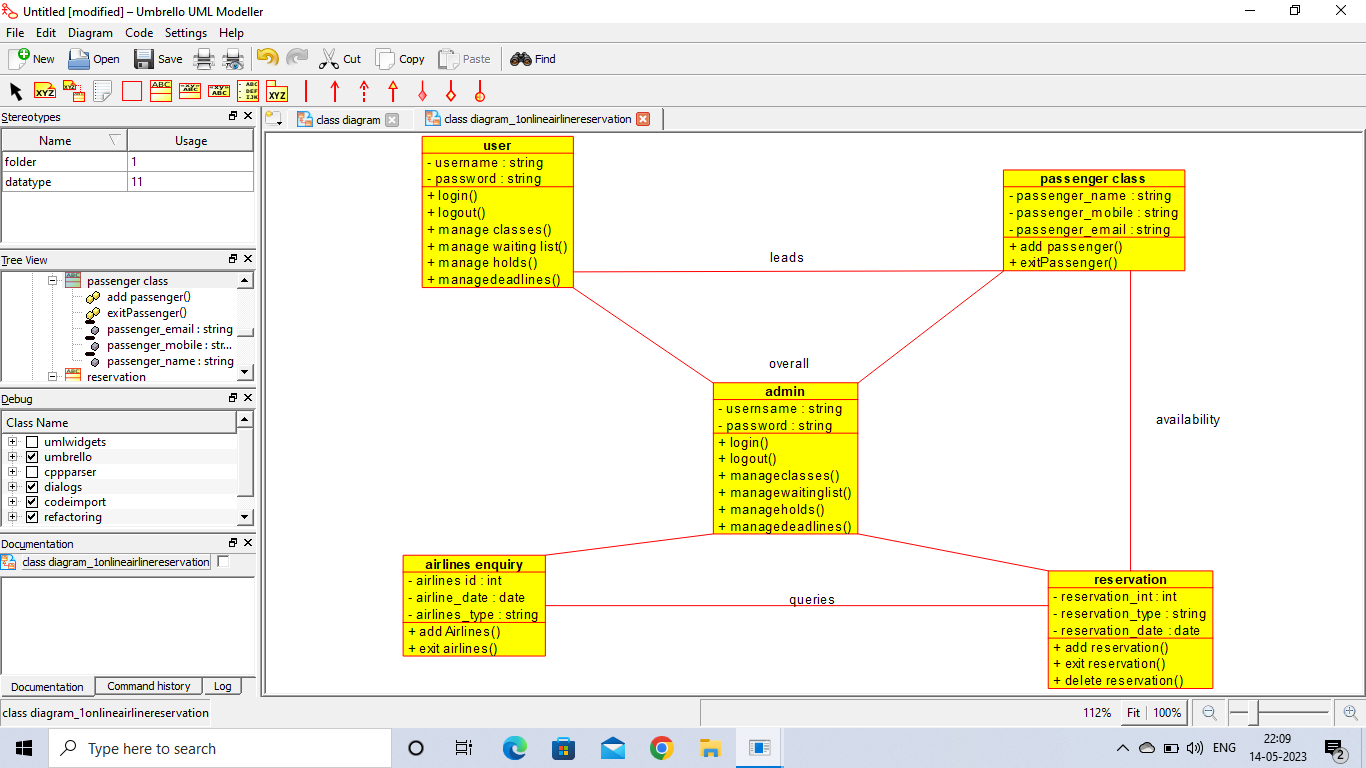 Untitled [modified] – Umbrello UML Modeller
File Edit Diagram Code Settings Help
New Open Save Cut Copy Paste Find
XYZ ABC -xy= ABC +xy= ABC ABC DEF IJK XYZ
Stereotypes
Name Usage
folder 1
datatype 11
Tree View
passenger class
add passenger()
exitPassenger()
passenger_email : string
passenger_mobile : str...
passenger_name : string
reservation
Debug
Class Name
umlwidgets
umbrello
cppparser
dialogs
codeimport
refactoring
Documentation
class diagram_1onlineairlinereservation
Documentation Command history Log
class diagram class diagram_1onlineairlinereservation
user
- username : string
- password : string
+ login()
+ logout()
+ manage classes()
+ manage waiting list()
+ manage holds()
+ managedeadlines()
leads
passenger class
- passenger_name : string
- passenger_mobile : string
- passenger_email : string
+ add passenger()
+ exitPassenger()
overall
admin
- usernsame : string
- password : string
+ login()
+ logout()
+ manageclasses()
+ managewaitinglist()
+ manageholds()
+ managedeadlines()
availability
airlines enquiry
- airlines id : int
- airline_date : date
- airlines_type : string
+ add Airlines()
+ exit airlines()
queries
reservation
- reservation_int : int
- reservation_type : string
- reservation_date : date
+ add reservation()
+ exit reservation()
+ delete reservation()
class diagram_1onlineairlinereservation
112% Fit 100%
Type here to search
ENG
22:09
14-05-2023
2